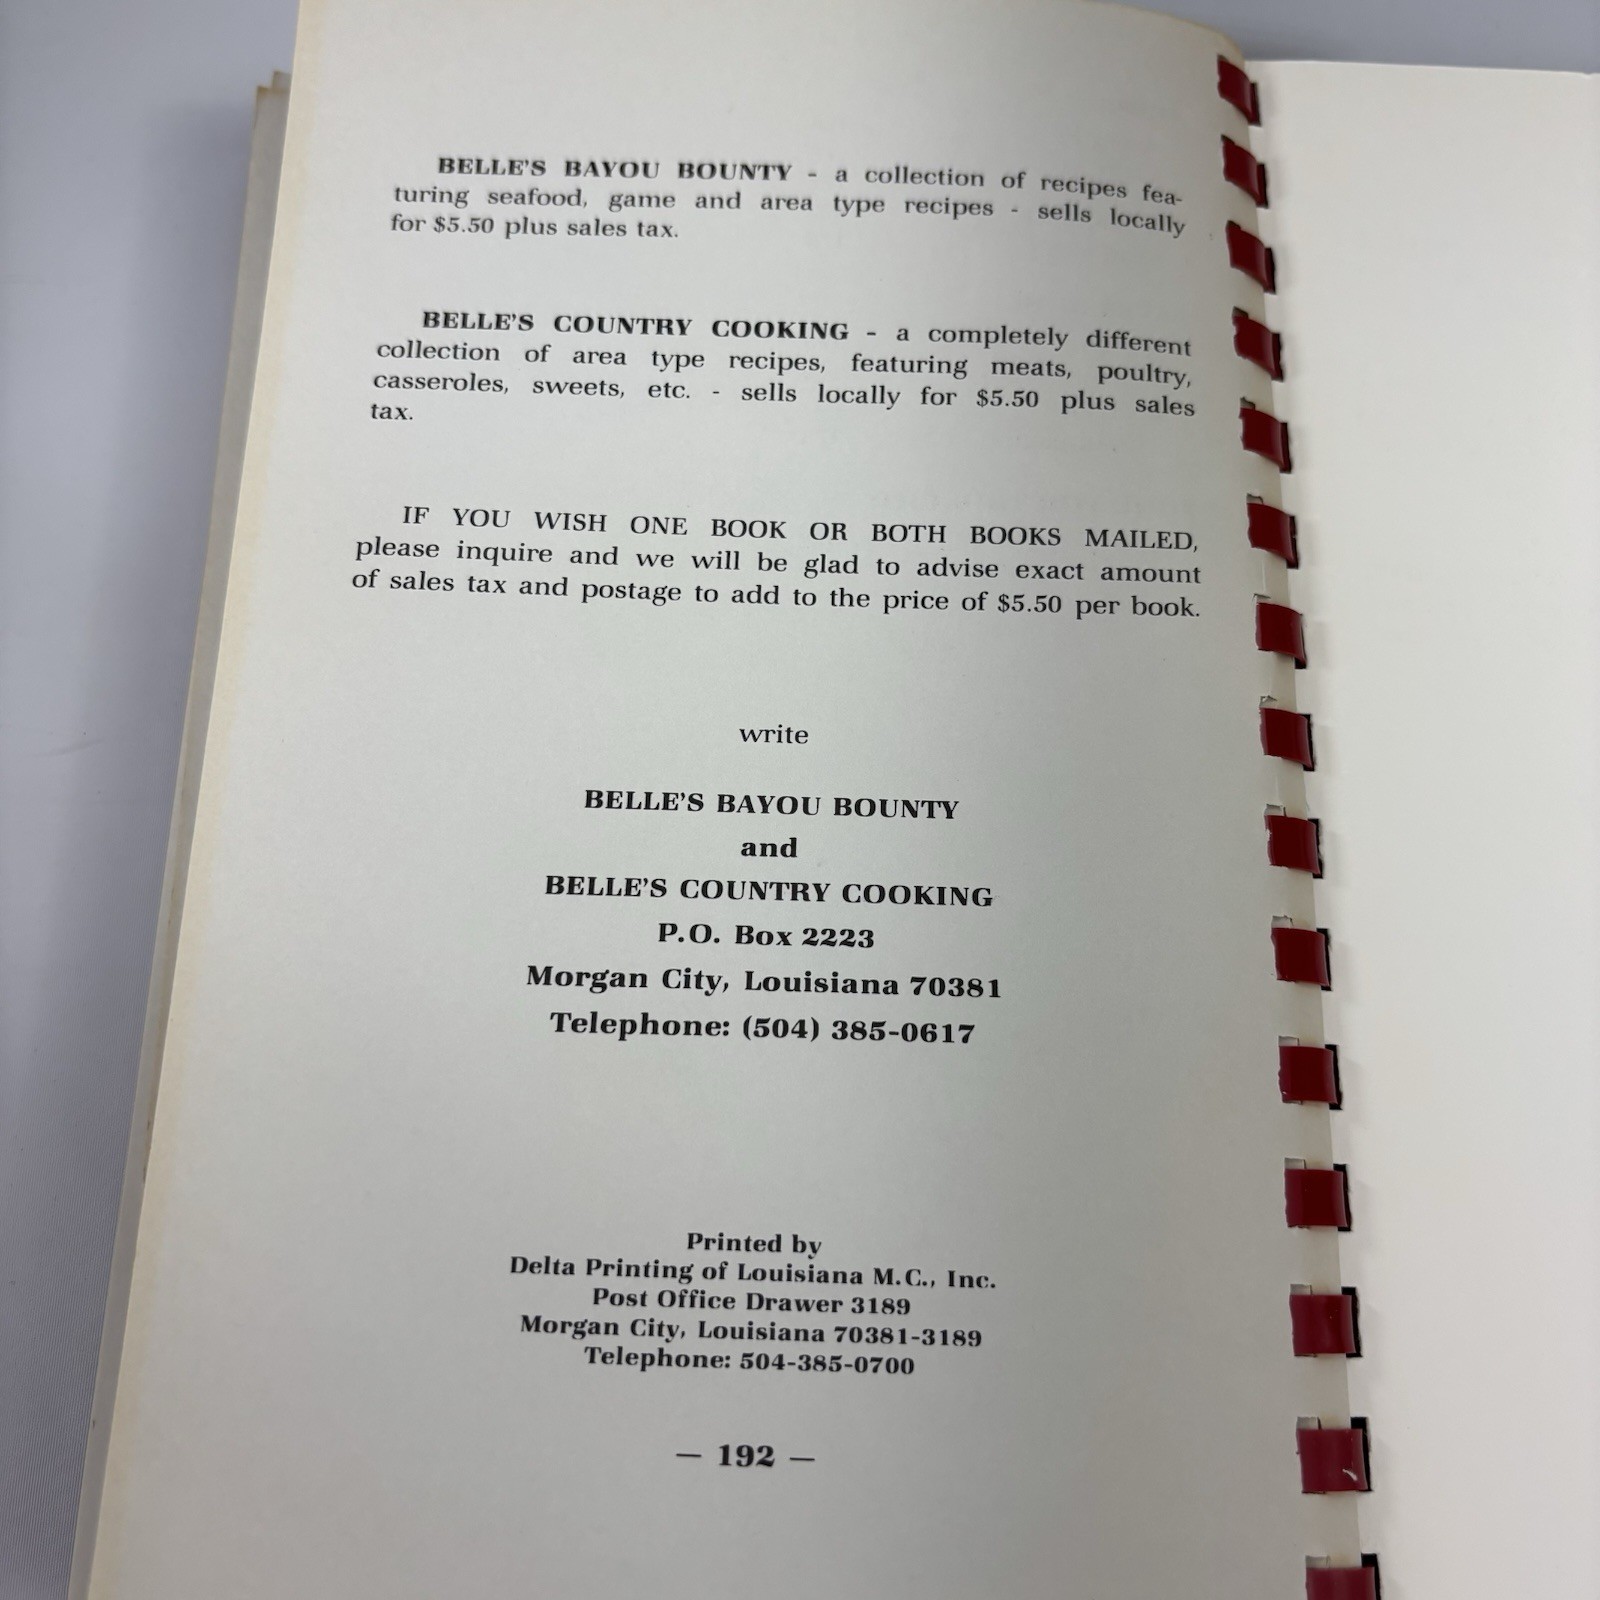 BELLE'S BAYOU BOUNTY - a collection of recipes fea-
turing seafood, game and area type recipes - sells locally
for $5.50 plus sales tax.
BELLE'S COUNTRY COOKING - a completely different
collection of area type recipes, featuring meats, poultry,
casseroles, sweets, etc. - sells locally for $5.50 plus sales
tax.
IF YOU WISH ONE BOOK OR BOTH BOOKS MAILED,
please inquire and we will be glad to advise exact amount
of sales tax and postage to add to the price of $5.50 per book.
write
BELLE'S BAYOU BOUNTY
and
BELLE'S COUNTRY COOKING
P.O. Box 2223
Morgan City, Louisiana 70381
Telephone: (504) 385-0617
Printed by
Delta Printing of Louisiana M.C., Inc.
Post Office Drawer 3189
Morgan City, Louisiana 70381-3189
Telephone: 504-385-0700
— 192 —